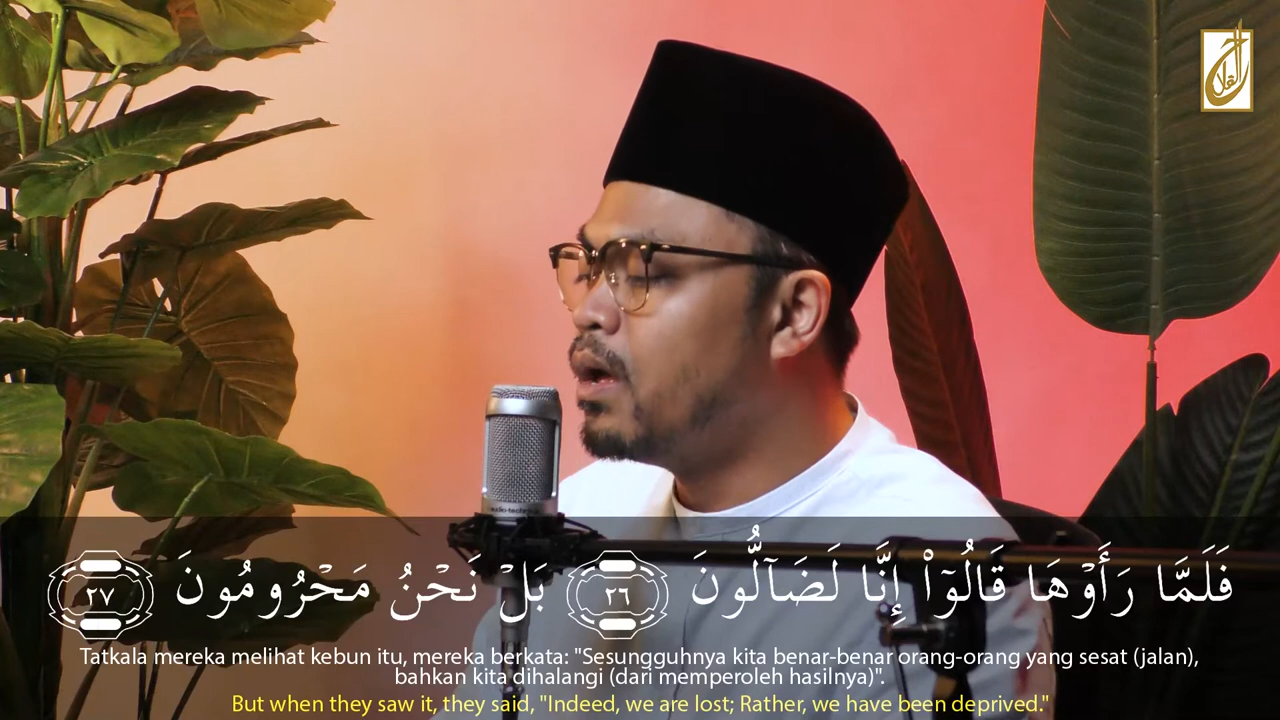 فَلَمَّا رَأَوۡهَا قَالُوٓاْ إِنَّا لَضَآلُّونَ ٢٦ بَلۡ نَحۡنُ مَحۡرُومُونَ ٢٧
Tatkala mereka melihat kebun itu, mereka berkata: "Sesungguhnya kita benar-benar orang-orang yang sesat (jalan),
bahkan kita dihalangi (dari memperoleh hasilnya)".
But when they saw it, they said, "Indeed, we are lost; Rather, we have been deprived."
audio-technica